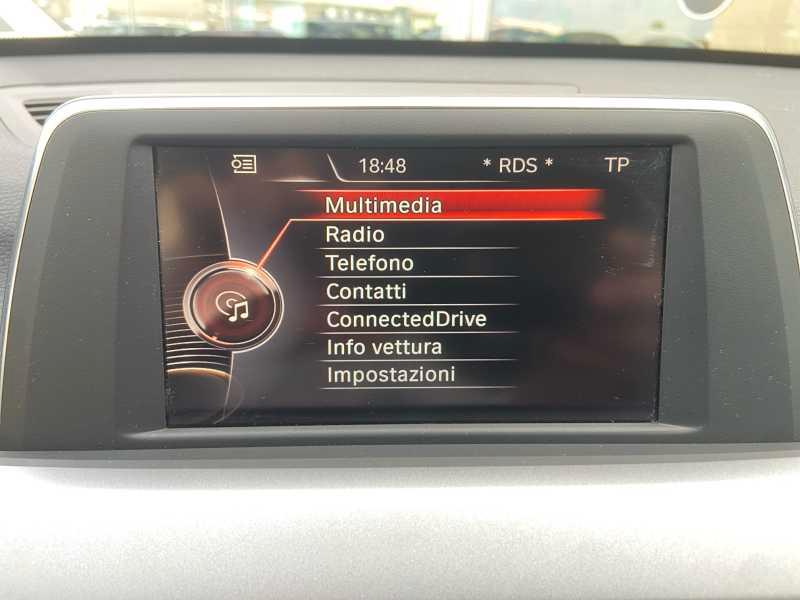 18:48 * RDS * TP
Multimedia
Radio
Telefono
Contatti
ConnectedDrive
Info vettura
Impostazioni